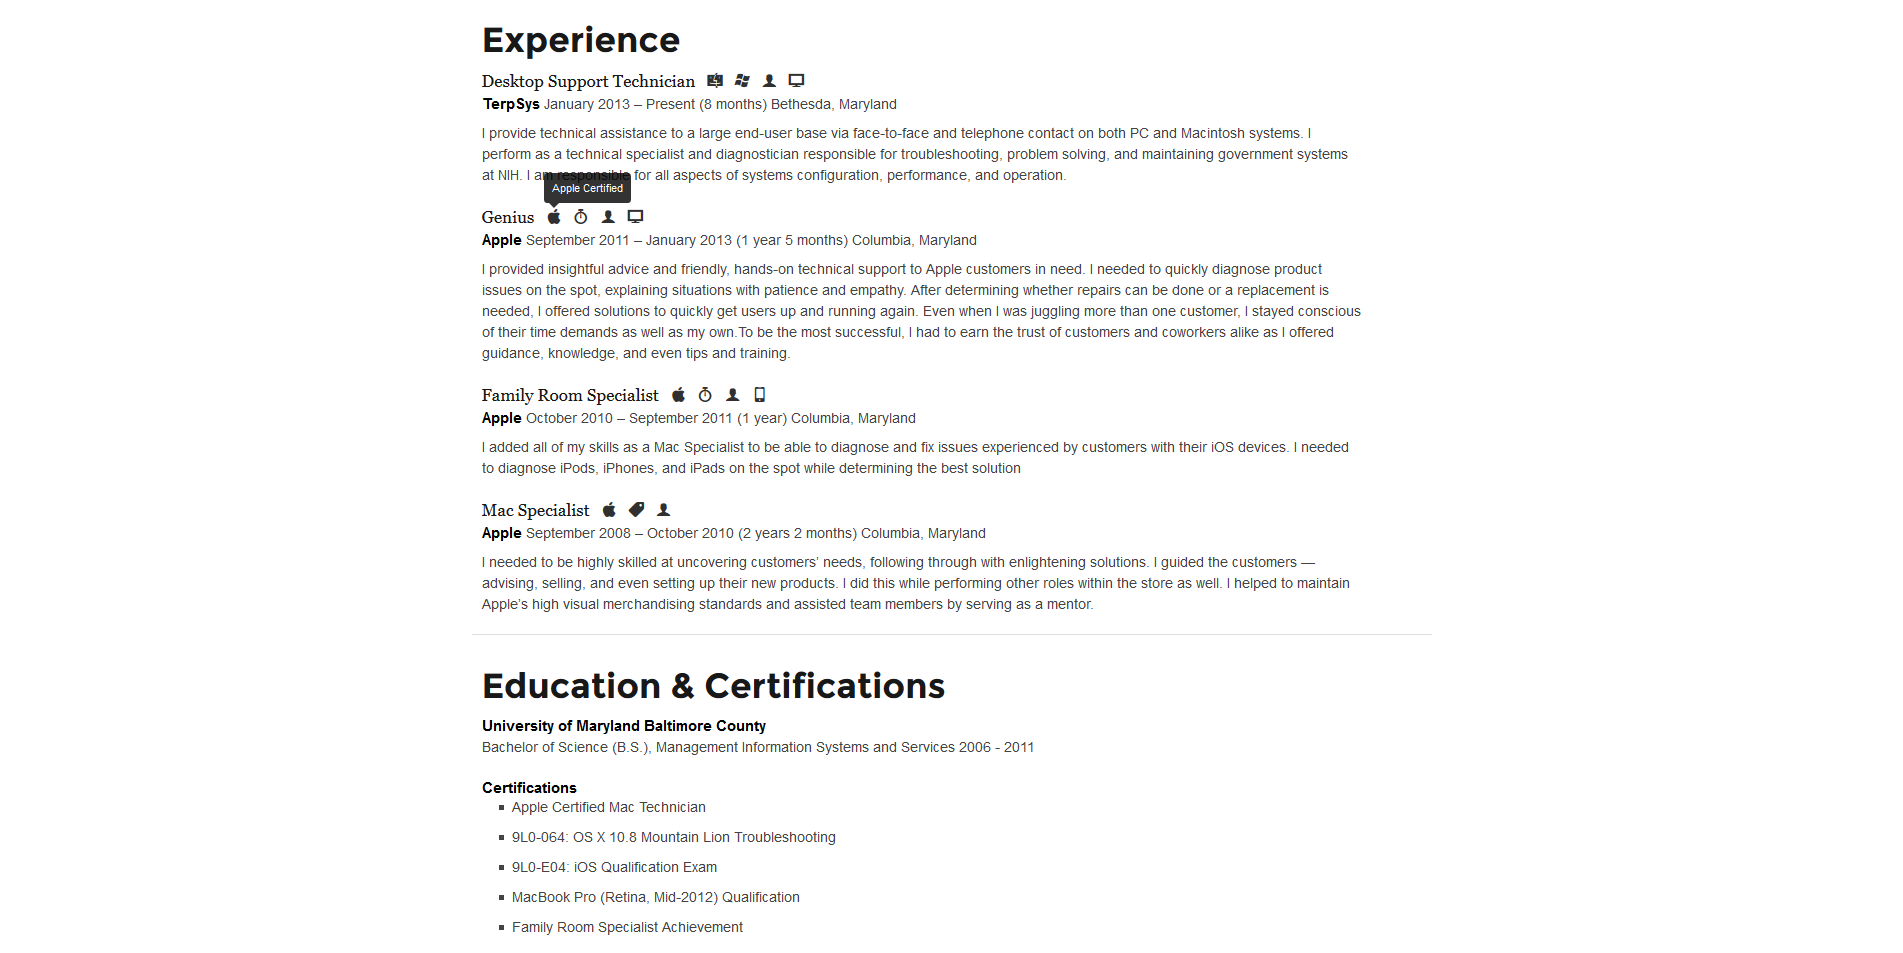 Experience
Desktop Support Technician
TerpSys January 2013 – Present (8 months) Bethesda, Maryland
I provide technical assistance to a large end-user base via face-to-face and telephone contact on both PC and Macintosh systems. I
perform as a technical specialist and diagnostician responsible for troubleshooting, problem solving, and maintaining government systems
at NIH. I am responsible for all aspects of systems configuration, performance, and operation.
Apple Certified
Genius
Apple September 2011 – January 2013 (1 year 5 months) Columbia, Maryland
I provided insightful advice and friendly, hands-on technical support to Apple customers in need. I needed to quickly diagnose product
issues on the spot, explaining situations with patience and empathy. After determining whether repairs can be done or a replacement is
needed, I offered solutions to quickly get users up and running again. Even when I was juggling more than one customer, I stayed conscious
of their time demands as well as my own.To be the most successful, I had to earn the trust of customers and coworkers alike as I offered
guidance, knowledge, and even tips and training.
Family Room Specialist
Apple October 2010 – September 2011 (1 year) Columbia, Maryland
I added all of my skills as a Mac Specialist to be able to diagnose and fix issues experienced by customers with their iOS devices. I needed
to diagnose iPods, iPhones, and iPads on the spot while determining the best solution
Mac Specialist
Apple September 2008 – October 2010 (2 years 2 months) Columbia, Maryland
I needed to be highly skilled at uncovering customers’ needs, following through with enlightening solutions. I guided the customers —
advising, selling, and even setting up their new products. I did this while performing other roles within the store as well. I helped to maintain
Apple’s high visual merchandising standards and assisted team members by serving as a mentor.
Education & Certifications
University of Maryland Baltimore County
Bachelor of Science (B.S.), Management Information Systems and Services 2006 - 2011
Certifications
Apple Certified Mac Technician
9L0-064: OS X 10.8 Mountain Lion Troubleshooting
9L0-E04: iOS Qualification Exam
MacBook Pro (Retina, Mid-2012) Qualification
Family Room Specialist Achievement